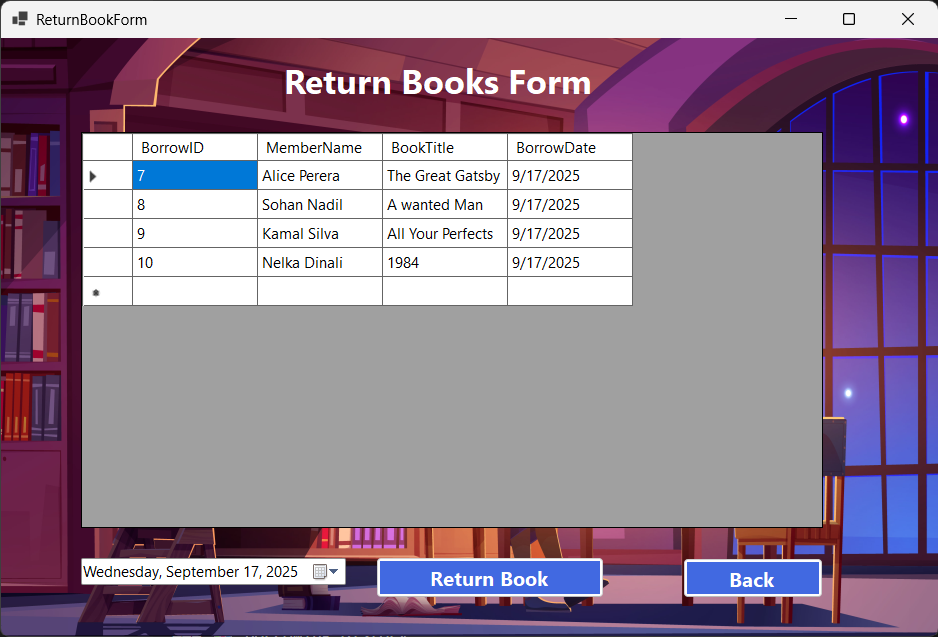 ReturnBookForm
Return Books Form
BorrowID MemberName BookTitle BorrowDate
7 Alice Perera The Great Gatsby 9/17/2025
8 Sohan Nadil A wanted Man 9/17/2025
9 Kamal Silva All Your Perfects 9/17/2025
10 Nelka Dinali 1984 9/17/2025
Wednesday, September 17, 2025 Return Book Back